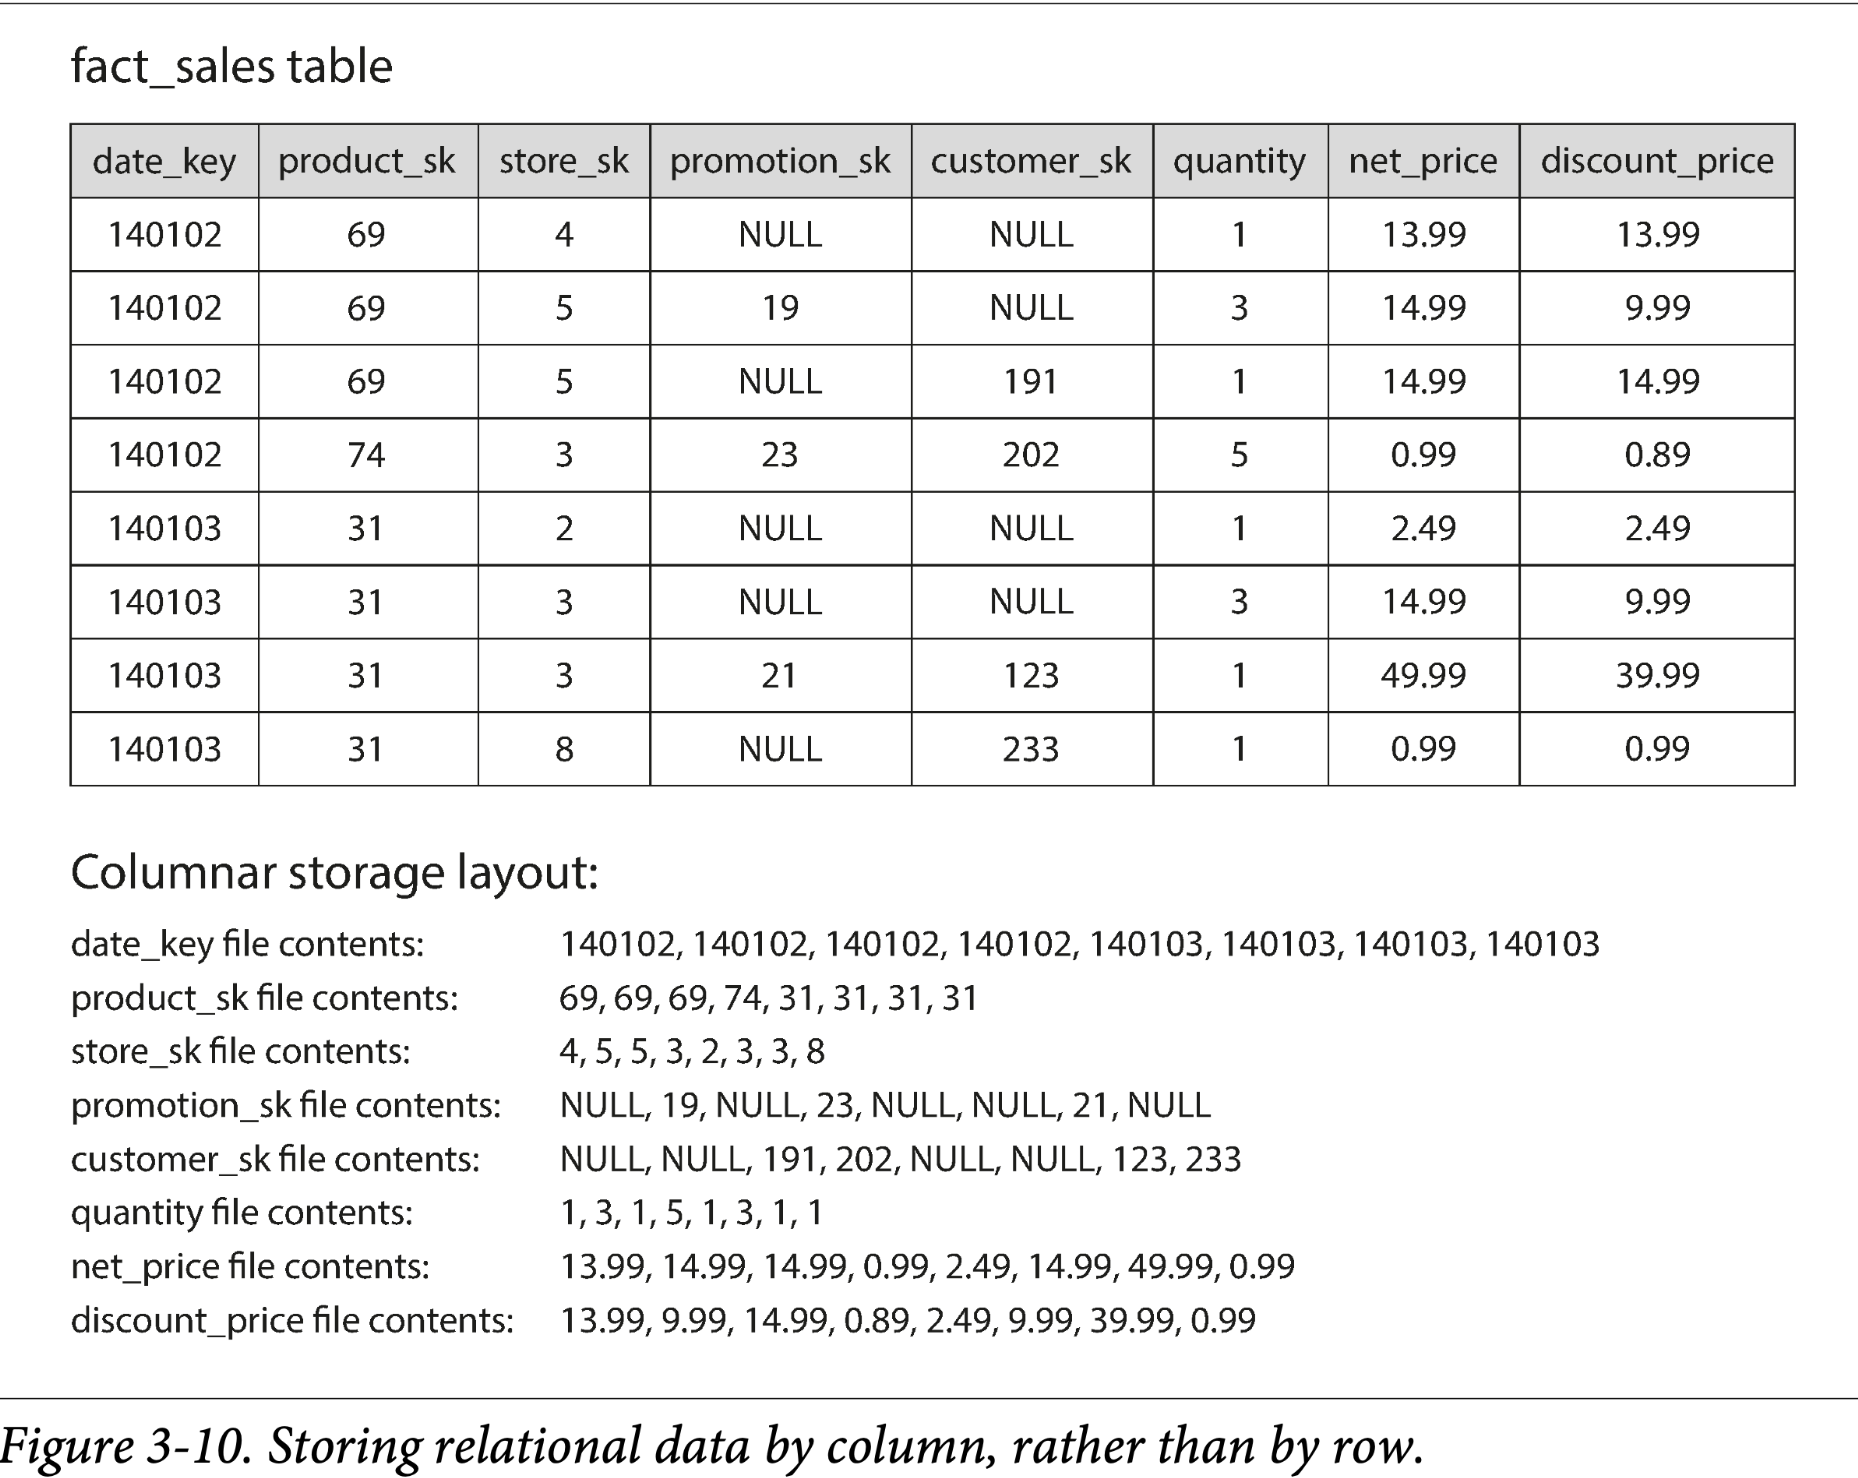 fact_sales table
date_key product_sk store_sk promotion_sk customer_sk quantity net_price discount_price
140102 69 4 NULL NULL 1 13.99 13.99
140102 69 5 19 NULL 3 14.99 9.99
140102 69 5 NULL 191 1 14.99 14.99
140102 74 3 23 202 5 0.99 0.89
140103 31 2 NULL NULL 1 2.49 2.49
140103 31 3 NULL NULL 3 14.99 9.99
140103 31 3 21 123 1 49.99 39.99
140103 31 8 NULL 233 1 0.99 0.99
Columnar storage layout:
date_key file contents: 140102, 140102, 140102, 140102, 140103, 140103, 140103, 140103
product_sk file contents: 69, 69, 69, 74, 31, 31, 31, 31
store_sk file contents: 4, 5, 5, 3, 2, 3, 3, 8
promotion_sk file contents: NULL, 19, NULL, 23, NULL, NULL, 21, NULL
customer_sk file contents: NULL, NULL, 191, 202, NULL, NULL, 123, 233
quantity file contents: 1, 3, 1, 5, 1, 3, 1, 1
net_price file contents: 13.99, 14.99, 14.99, 0.99, 2.49, 14.99, 49.99, 0.99
discount_price file contents: 13.99, 9.99, 14.99, 0.89, 2.49, 9.99, 39.99, 0.99
Figure 3-10. Storing relational data by column, rather than by row.